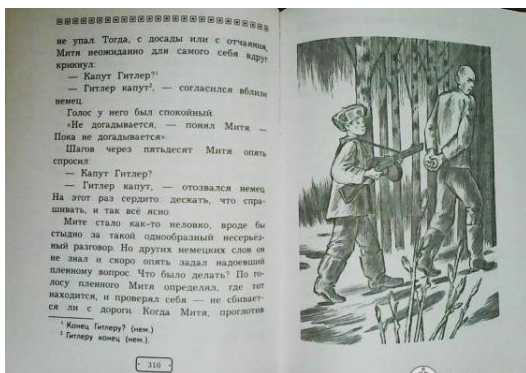 не упал. Тогда, с досады или с отчаяния,
Митя неожиданно для самого себя вдруг
крикнул:
— Капут Гитлер?¹
— Гитлер капут², — согласился вблизи
немец.
Голос у него был спокойный.
«Не догадывается, — понял Митя. —
Пока не догадывается».
Шагов через пятьдесят Митя опять
спросил:
— Капут Гитлер?
— Гитлер капут, — отозвался немец.
На этот раз сердито: дескать, что спра-
шивать, и так всё ясно.
Мите стало как-то неловко, вроде бы
стыдно за такой однообразный несерьёз-
ный разговор. Но других немецких слов он
не знал и скоро опять задал надоевший
пленному вопрос. Что было делать? По го-
лосу пленного Митя определял, где тот
находится, и проверял себя — не сбивает-
ся ли с дороги. Когда Митя, проглотив
¹ Конец Гитлеру? (нем.)
² Гитлеру конец (нем.).
310